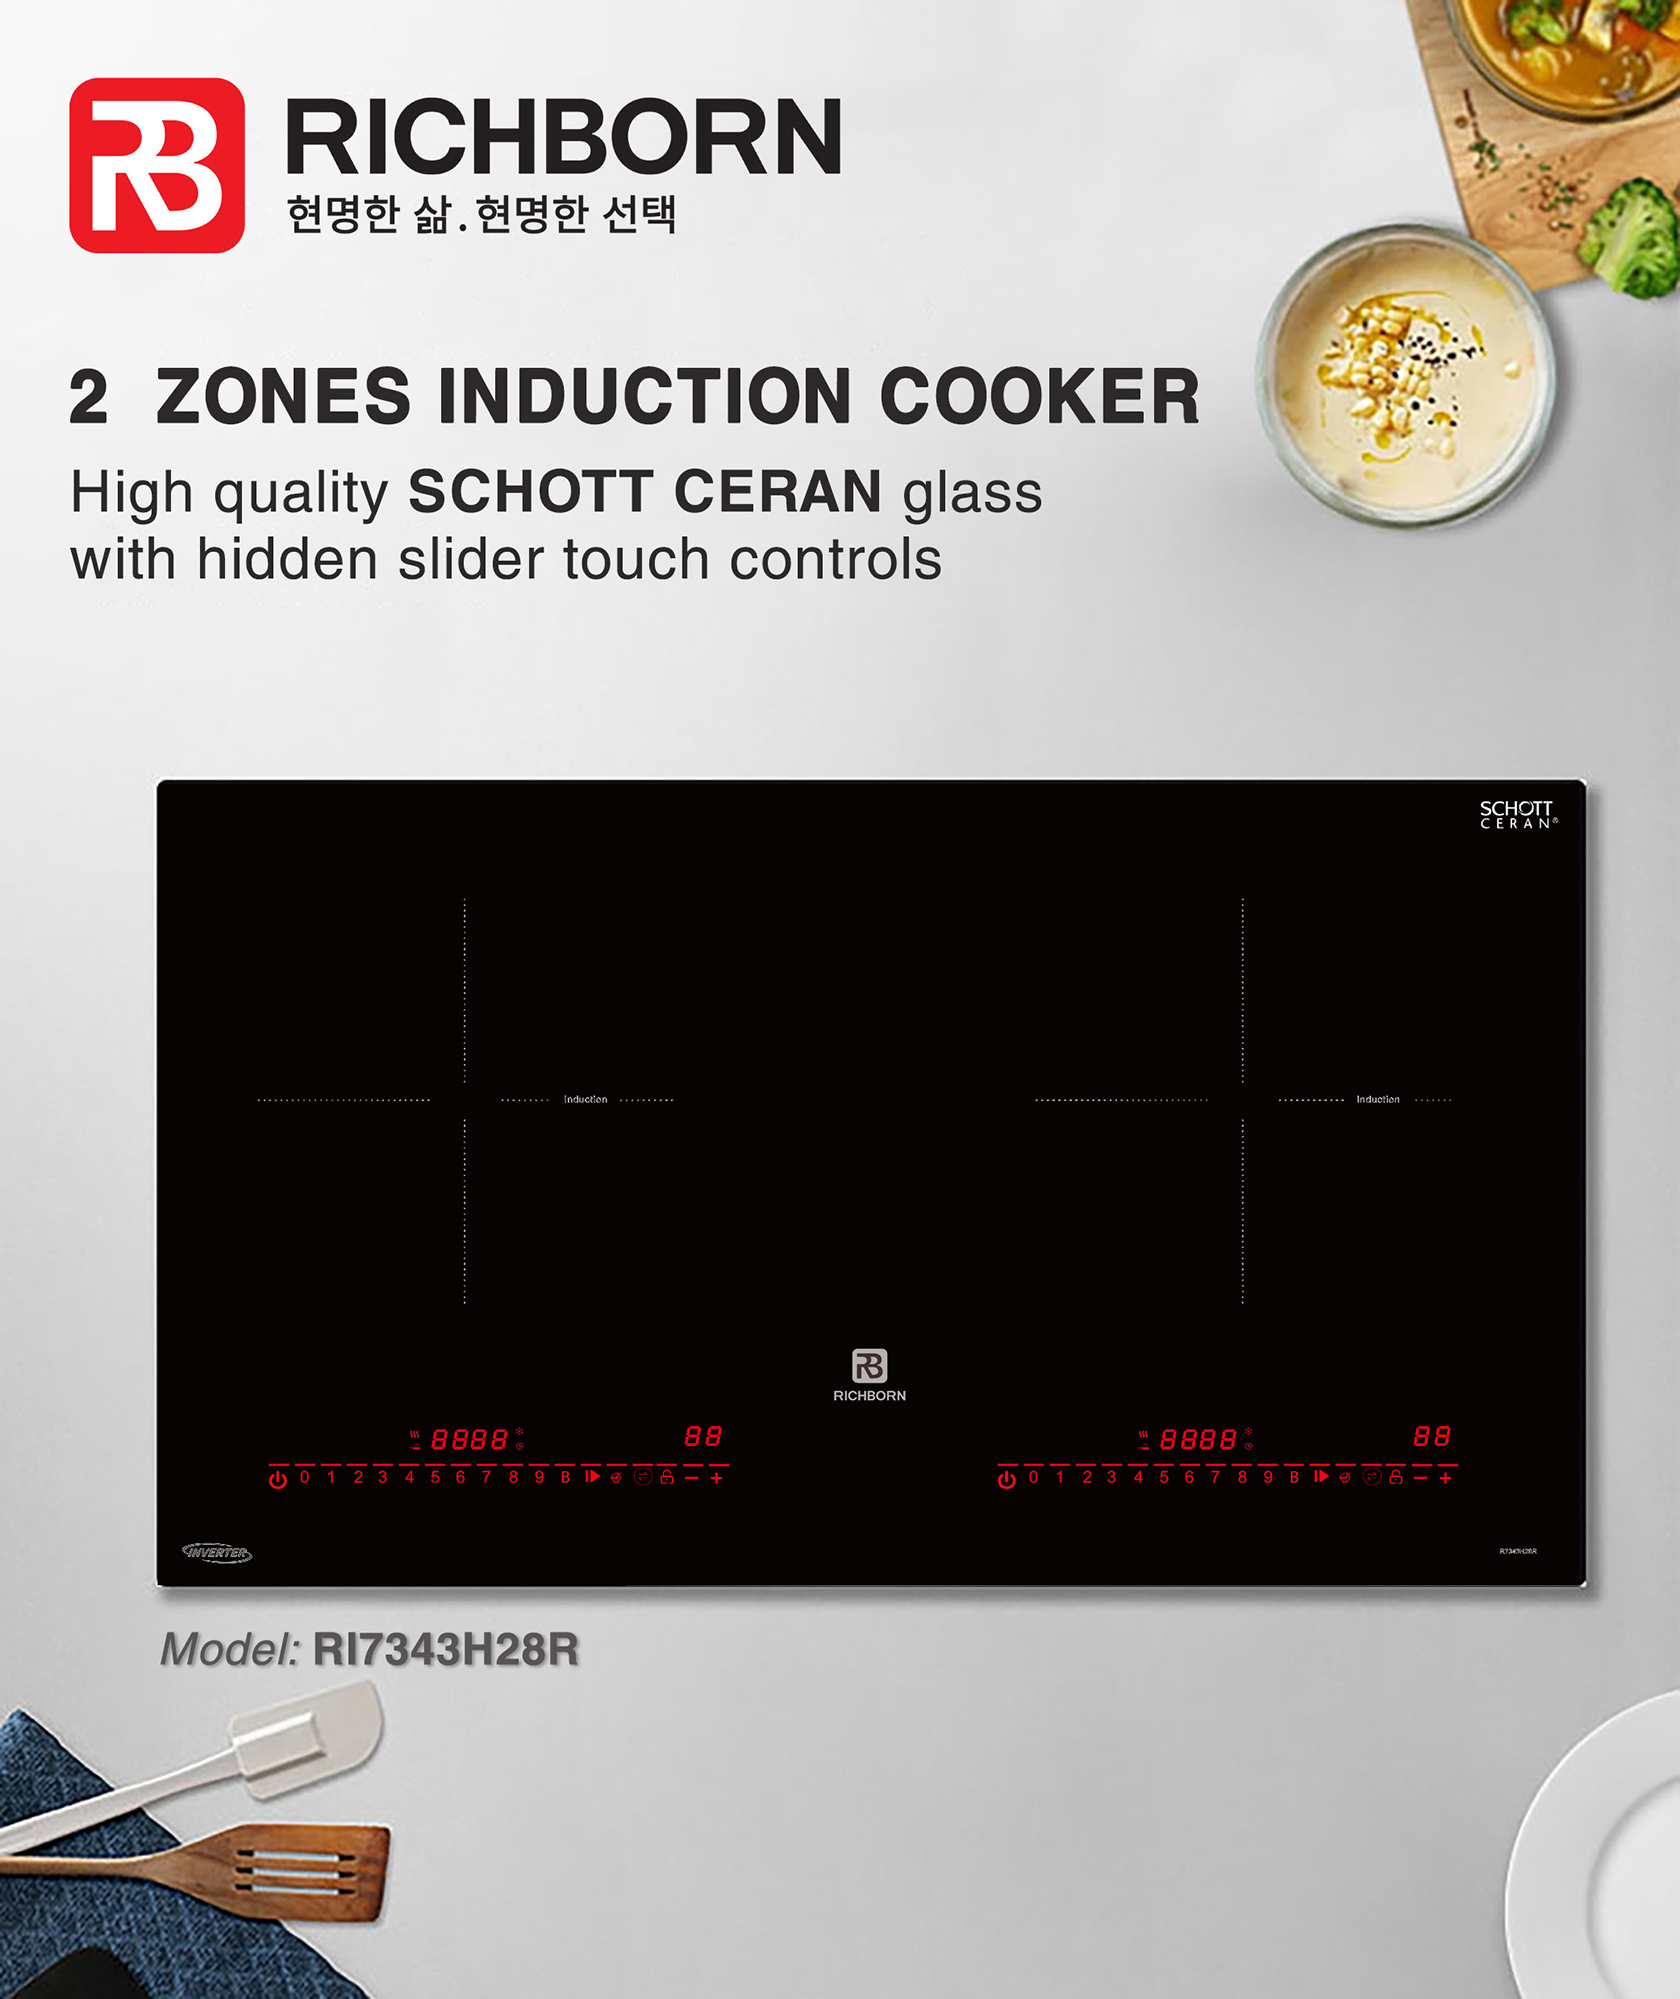 RB
RICHBORN
현명한 삶.현명한 선택
2 ZONES INDUCTION COOKER
High quality SCHOTT CERAN glass
with hidden slider touch controls
SCHOTT
CERAN®
Induction
Induction
RB
RICHBORN
8888 88
8888 88
0 1 2 3 4 5 6 7 8 9 B − +
0 1 2 3 4 5 6 7 8 9 B − +
INVERTER
RI7343H28R
Model: RI7343H28R